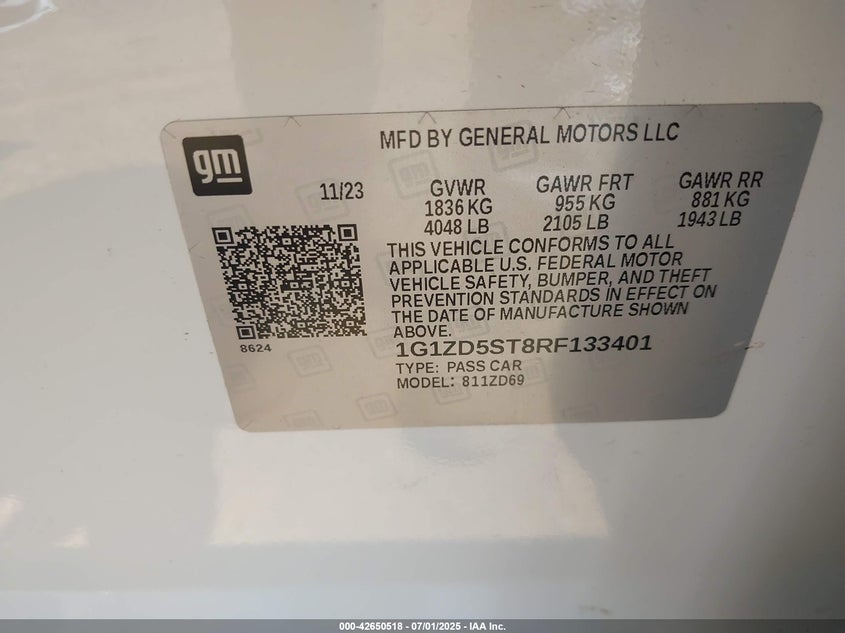 gm
MFD BY GENERAL MOTORS LLC
11/23
GVWR
1836 KG
4048 LB
GAWR FRT
955 KG
2105 LB
GAWR RR
881 KG
1943 LB
THIS VEHICLE CONFORMS TO ALL
APPLICABLE U.S. FEDERAL MOTOR
VEHICLE SAFETY, BUMPER, AND THEFT
PREVENTION STANDARDS IN EFFECT ON
THE DATE OF MANUFACTURE SHOWN
ABOVE.
8624
1G1ZD5ST8RF133401
TYPE: PASS CAR
MODEL: 811ZD69
000-42650518 - 07/01/2025 - IAA Inc.